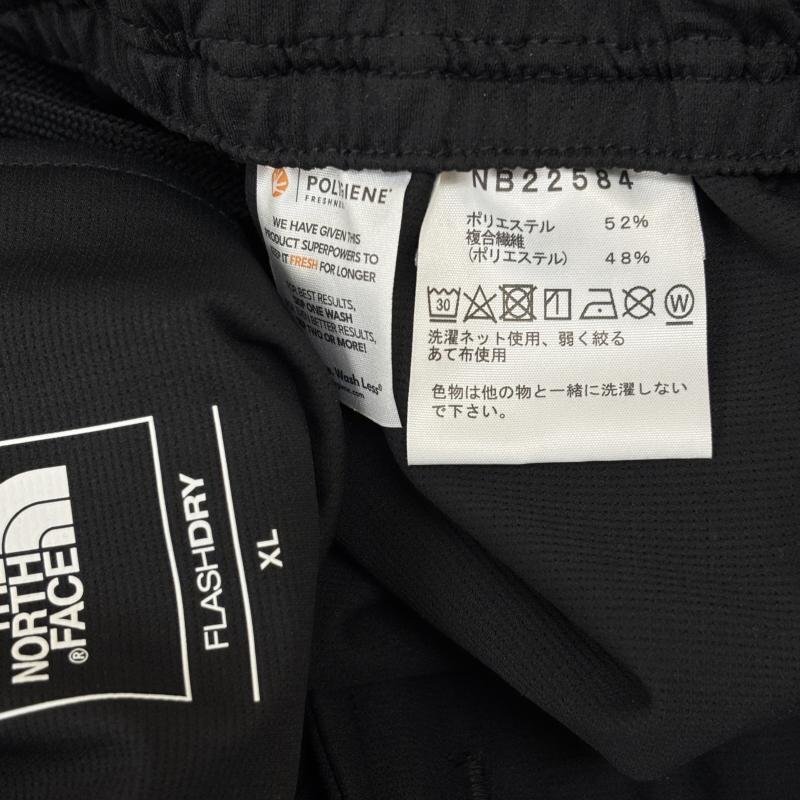 POLYGIENE
FRESHNE
WE HAVE GIVEN THIS
PRODUCT SUPERPOWERS TO
KEEP IT FRESH FOR LONGER
FOR BEST RESULTS,
SKIP ONE WASH
EVEN BETTER RESULTS,
TWO OR MORE!
Wash Less®
NB22584
ポリエステル 52%
複合繊維
(ポリエステル) 48%
30
W
洗濯ネット使用、弱く絞る
あて布使用
色物は他の物と一緒に洗濯しない
で下さい。
THE
NORTH
FACE®
FLASHDRY
XL